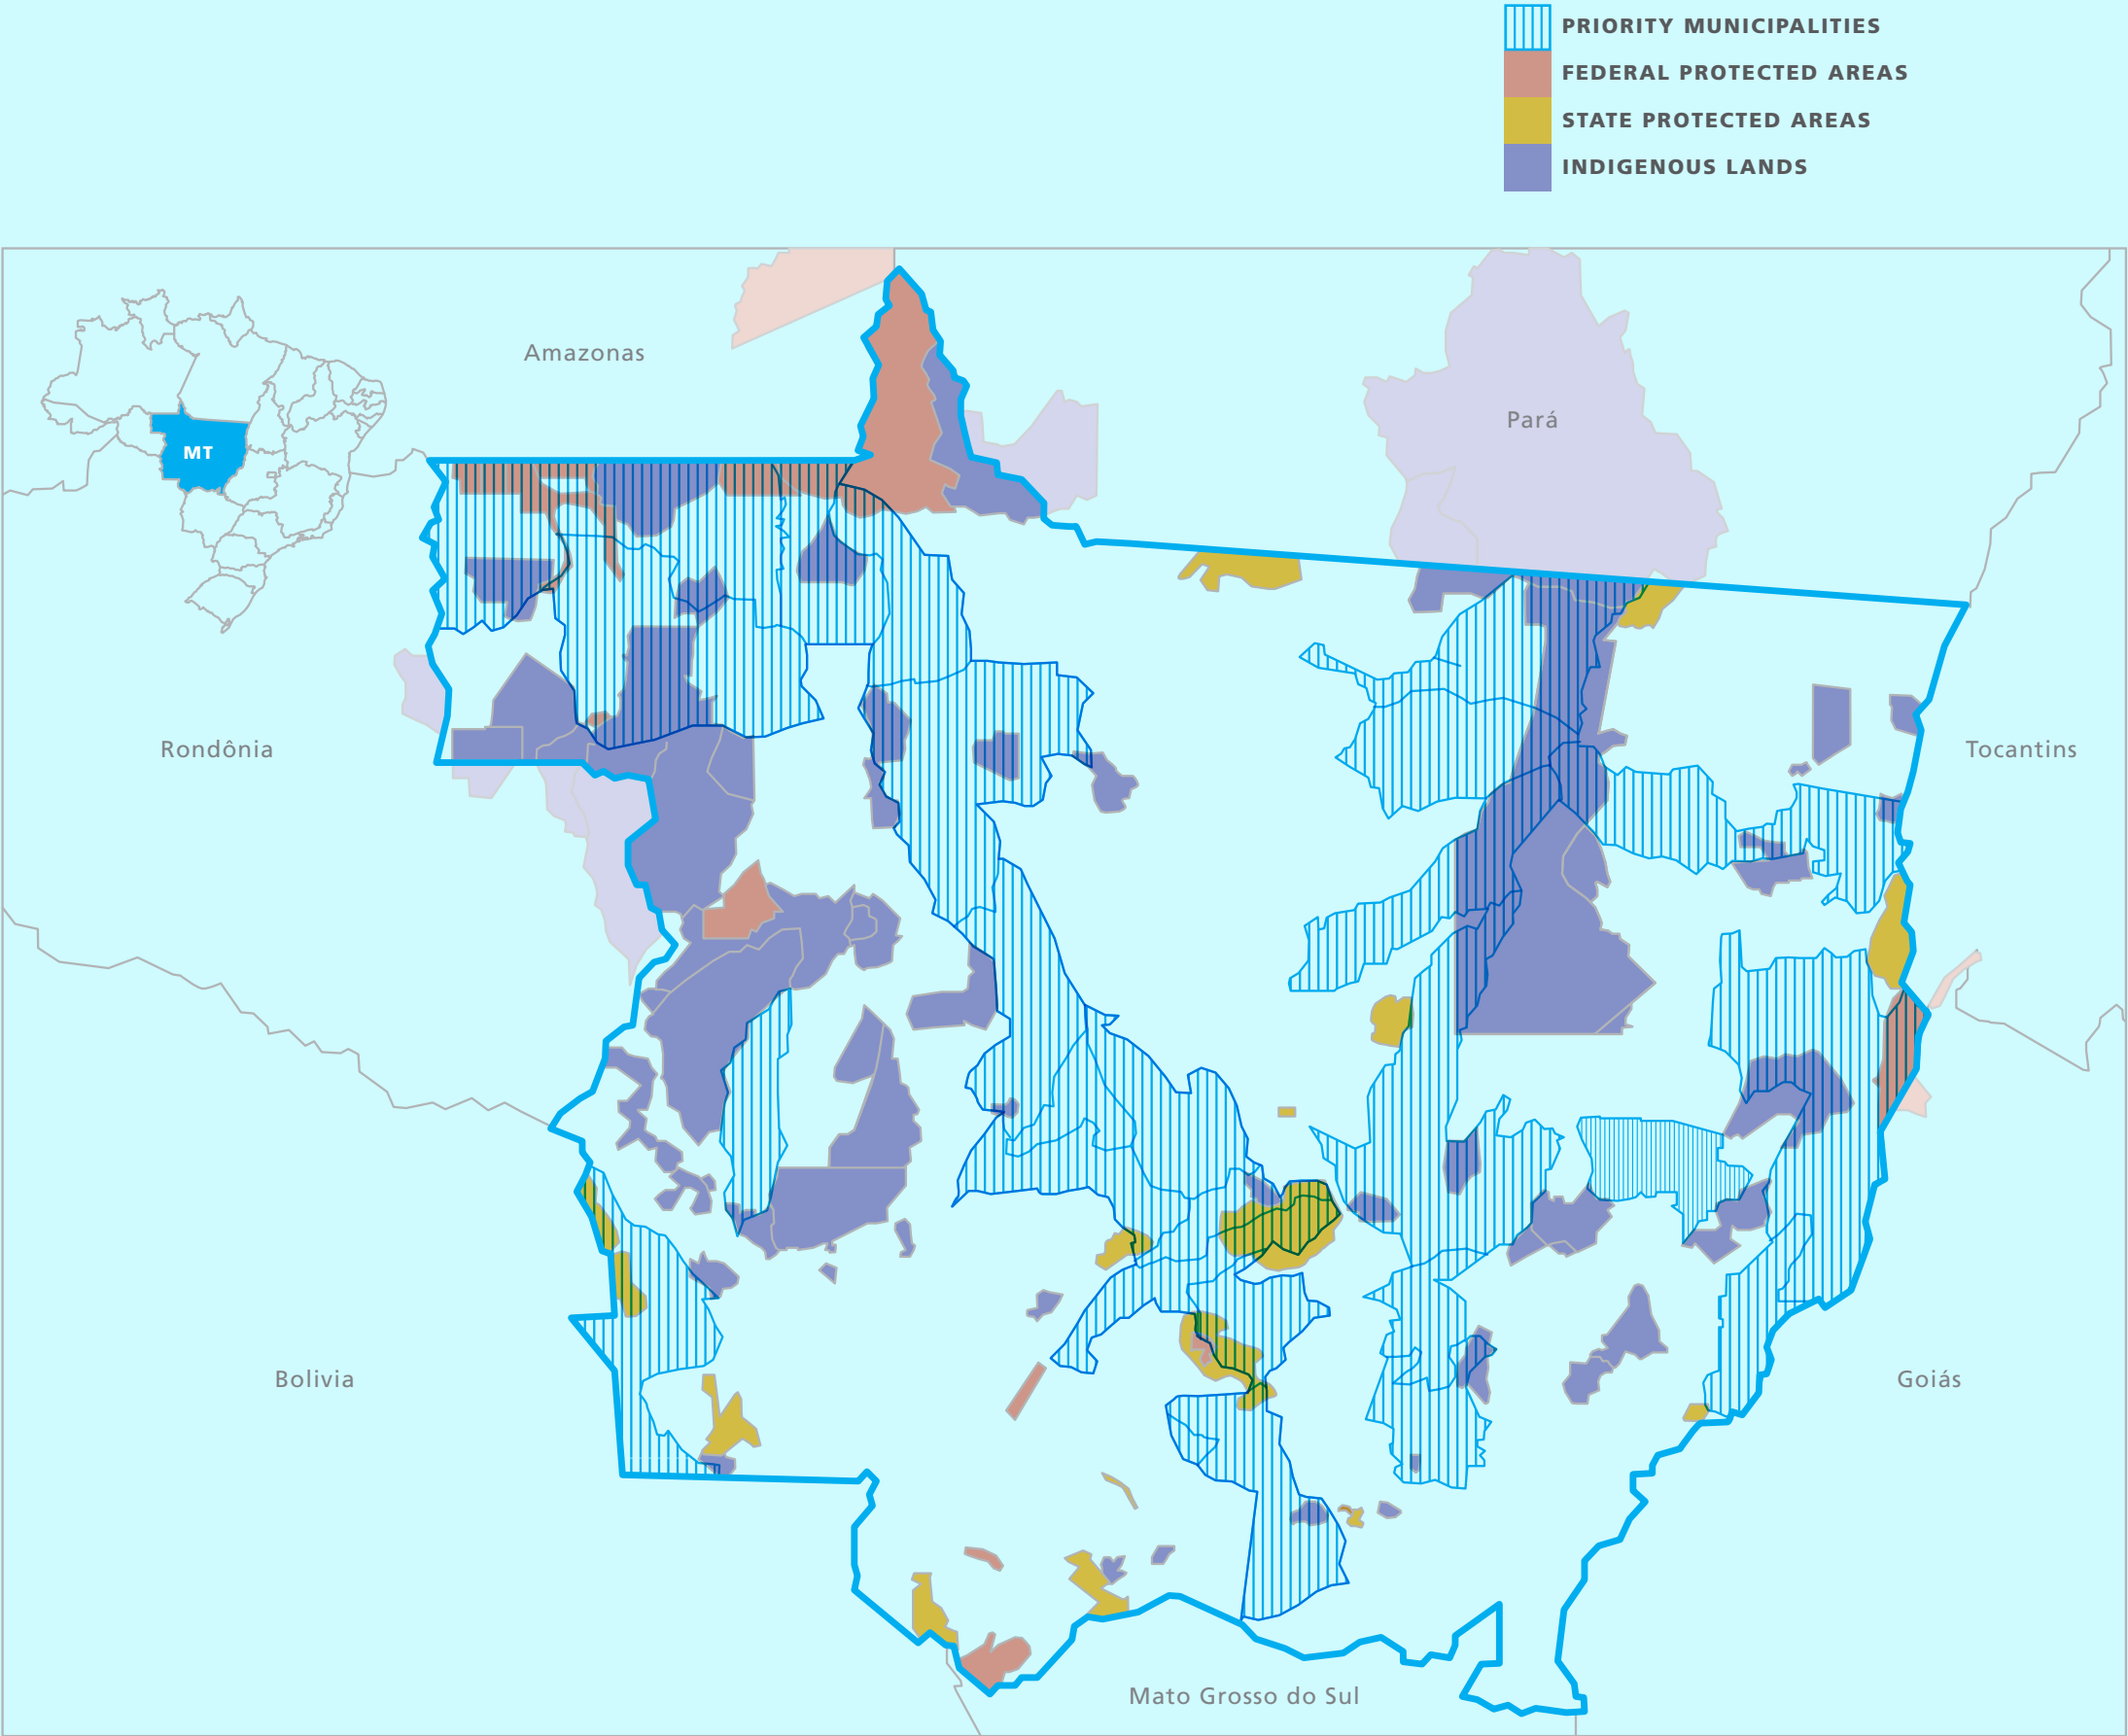 PRIORITY MUNICIPALITIES
FEDERAL PROTECTED AREAS
STATE PROTECTED AREAS
INDIGENOUS LANDS
Amazonas
Pará
MT
Rondônia
Tocantins
Bolivia
Goiás
Mato Grosso do Sul